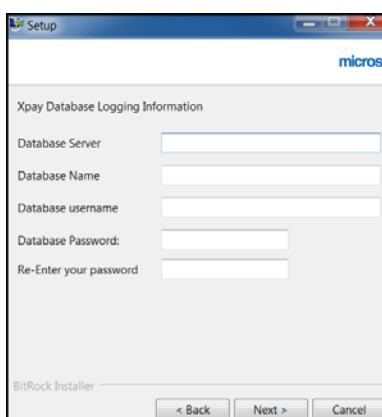 Setup
micros
Xpay Database Logging Information
Database Server
Database Name
Database username
Database Password:
Re-Enter your password
BitRock Installer
< Back Next > Cancel